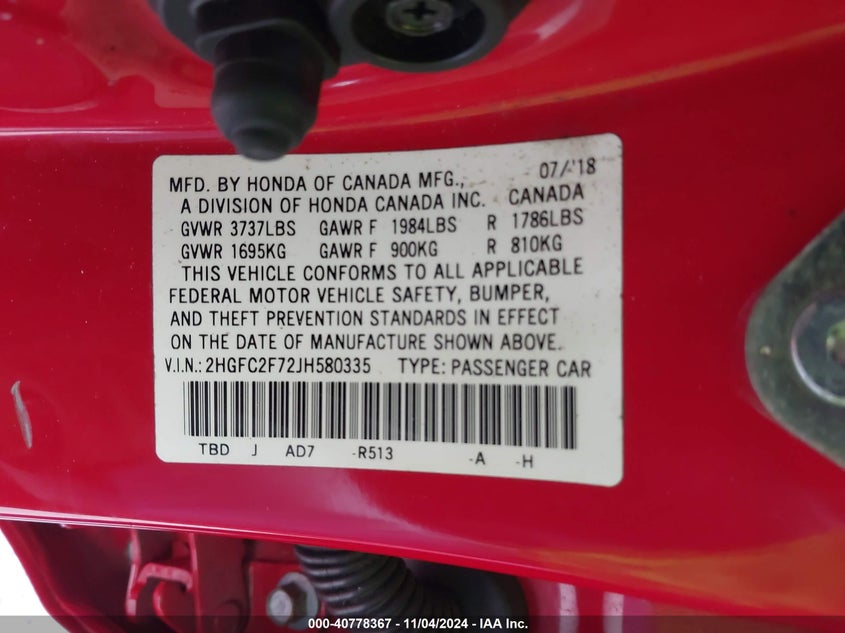 MFD. BY HONDA OF CANADA MFG., 07/'18
A DIVISION OF HONDA CANADA INC. CANADA
GVWR 3737LBS GAWR F 1984LBS R 1786LBS
GVWR 1695KG GAWR F 900KG R 810KG
THIS VEHICLE CONFORMS TO ALL APPLICABLE
FEDERAL MOTOR VEHICLE SAFETY, BUMPER,
AND THEFT PREVENTION STANDARDS IN EFFECT
ON THE DATE OF MANUFACTURE SHOWN ABOVE.
V.I.N.: 2HGFC2F72JH580335 TYPE: PASSENGER CAR
TBD J AD7 -R513 -A -H
000-40778367 - 11/04/2024 - IAA Inc.